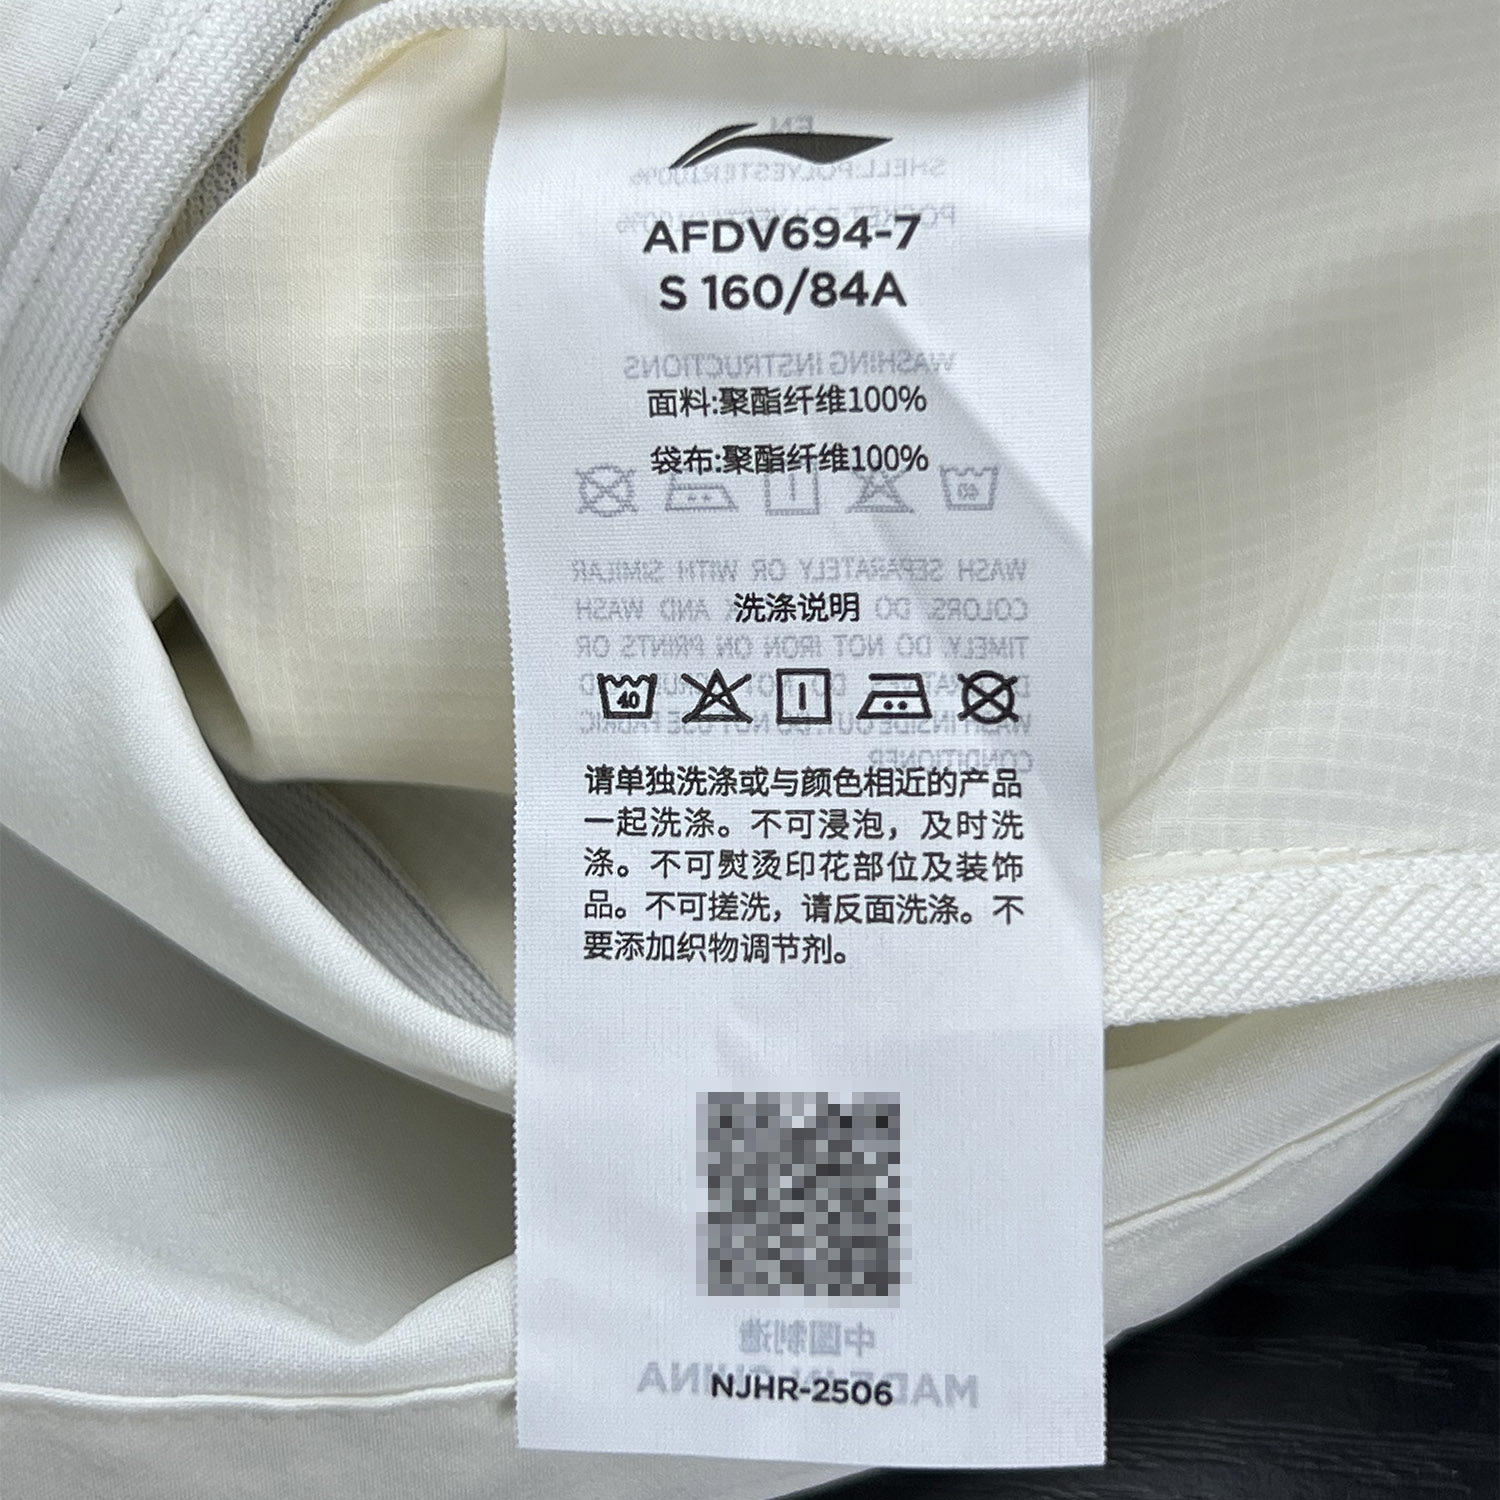 AFDV694-7
S 160/84A
面料:聚酯纤维100%
袋布:聚酯纤维100%
洗涤说明
40
请单独洗涤或与颜色相近的产品
一起洗涤。不可浸泡，及时洗
涤。不可熨烫印花部位及装饰
品。不可搓洗，请反面洗涤。不
要添加织物调节剂。
NJHR-2506